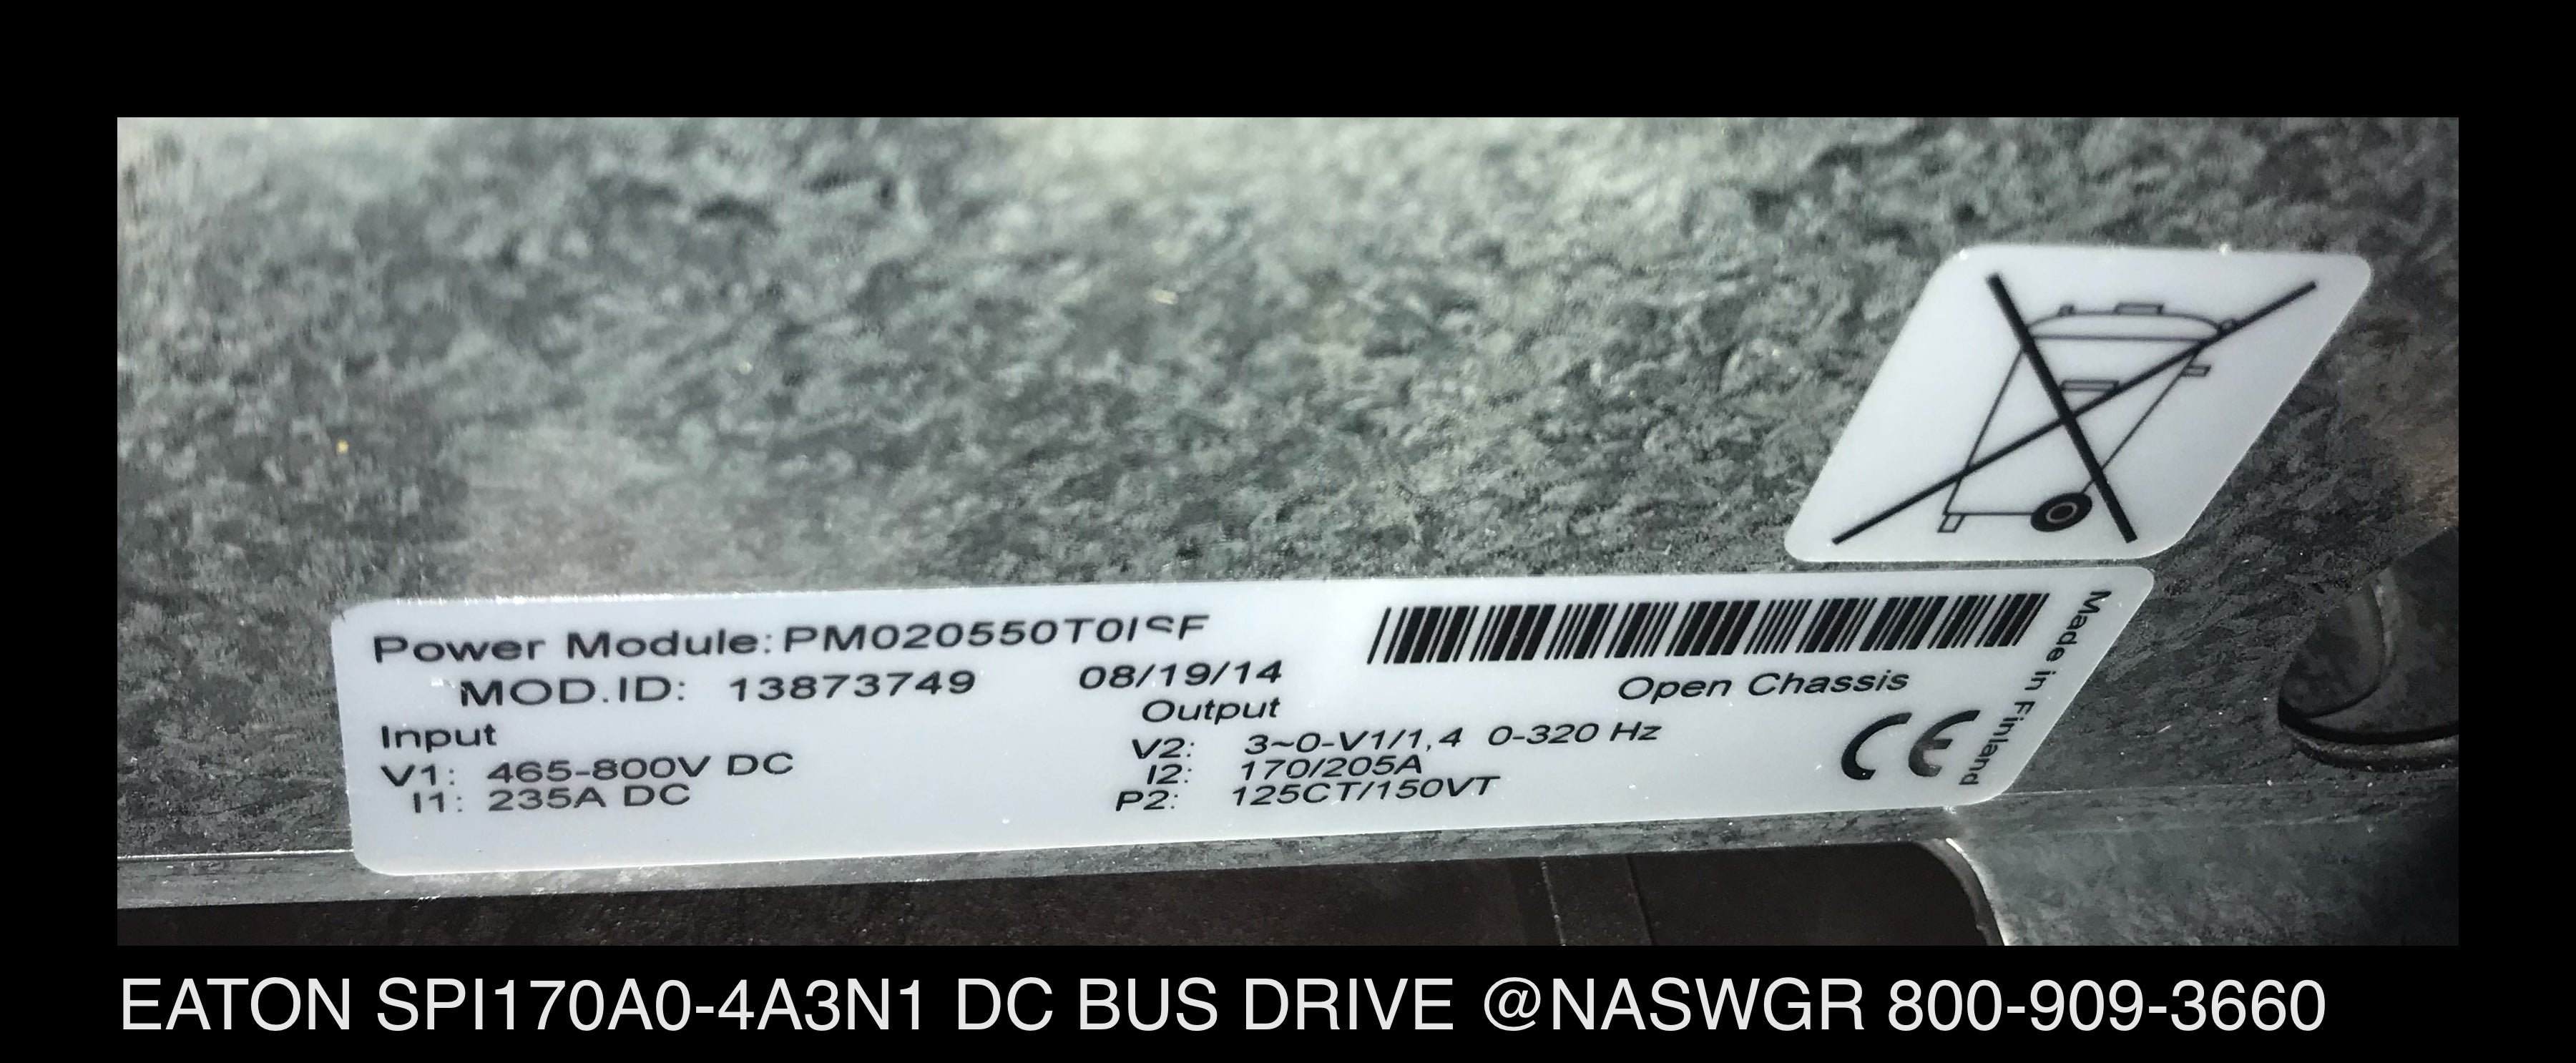 Power Module: PM020550T0ISF
MOD.ID: 13873749 08/19/14
Input
V1: 465-800V DC
I1: 235A DC
Output
V2: 3~0-V1/1,4 0-320 Hz
I2: 170/205A
P2: 125CT/150VT
Open Chassis
CE
Made in Finland
EATON SPI170A0-4A3N1 DC BUS DRIVE @NASWGR 800-909-3660